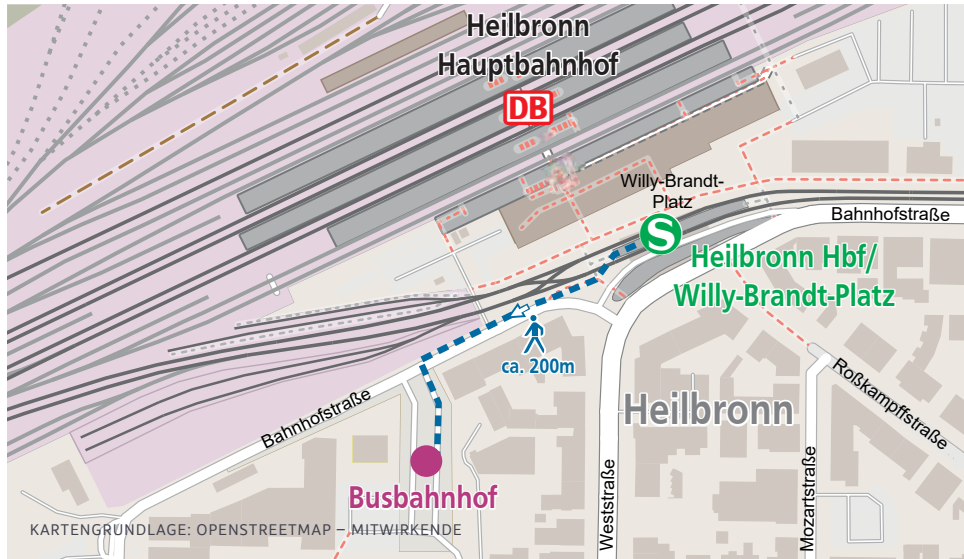 Heilbronn
Hauptbahnhof
DB
Willy-Brandt-
Platz
S
Bahnhofstraße
Heilbronn Hbf/
Willy-Brandt-Platz
ca. 200m
Roßkampffstraße
Heilbronn
Bahnhofstraße
Busbahnhof
Weststraße
Mozartstraße
KARTENGRUNDLAGE: OPENSTREETMAP – MITWIRKENDE